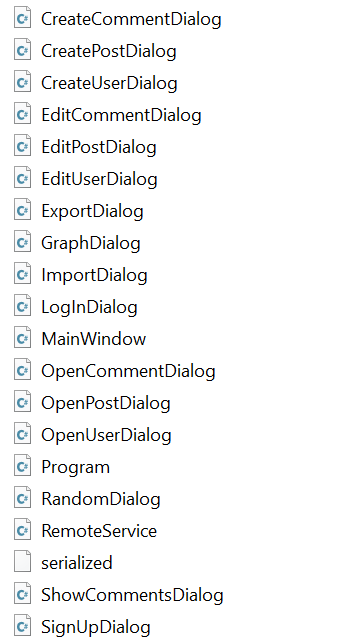 CreateCommentDialog
CreatePostDialog
CreateUserDialog
EditCommentDialog
EditPostDialog
EditUserDialog
ExportDialog
GraphDialog
ImportDialog
LogInDialog
MainWindow
OpenCommentDialog
OpenPostDialog
OpenUserDialog
Program
RandomDialog
RemoteService
serialized
ShowCommentsDialog
SignUpDialog